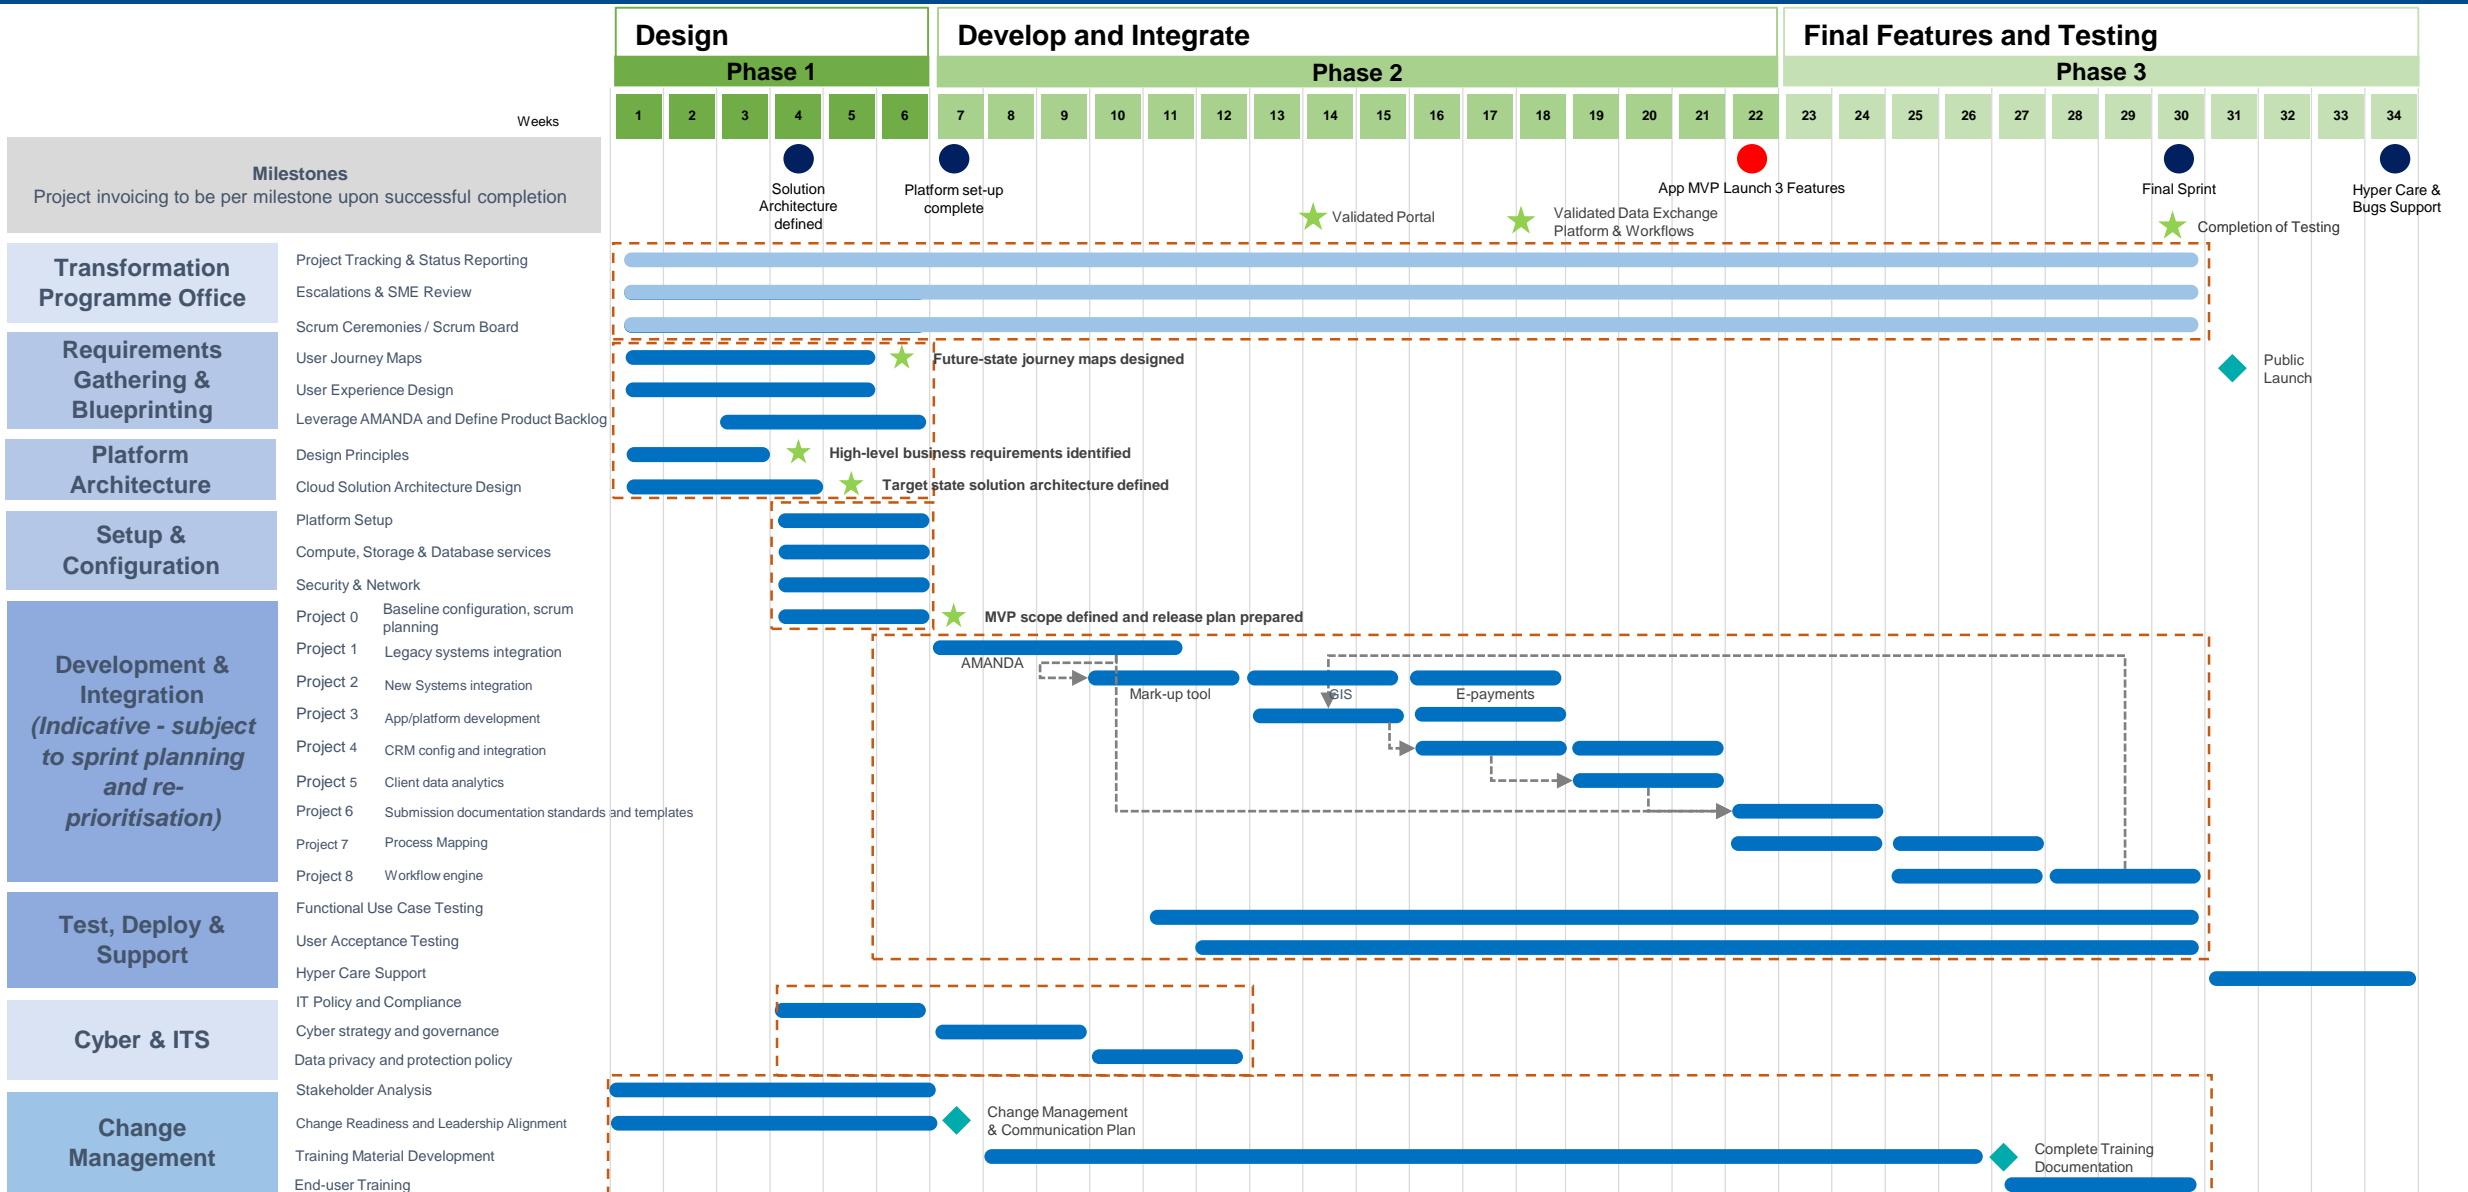 Design
Develop and Integrate
Final Features and Testing
Phase 1
Phase 2
Phase 3
Weeks
1 2 3 4 5 6 7 8 9 10 11 12 13 14 15 16 17 18 19 20 21 22 23 24 25 26 27 28 29 30 31 32 33 34
Milestones
Project invoicing to be per milestone upon successful completion
Solution
Architecture
defined
Platform set-up
complete
App MVP Launch 3 Features
Final Sprint
Hyper Care &
Bugs Support
Validated Portal
Validated Data Exchange
Platform & Workflows
Completion of Testing
Transformation
Programme Office
Project Tracking & Status Reporting
Escalations & SME Review
Scrum Ceremonies / Scrum Board
Requirements
Gathering &
Blueprinting
User Journey Maps
Future-state journey maps designed
Public
Launch
User Experience Design
Leverage AMANDA and Define Product Backlog
Platform
Architecture
Design Principles
High-level business requirements identified
Cloud Solution Architecture Design
Target state solution architecture defined
Setup &
Configuration
Platform Setup
Compute, Storage & Database services
Security & Network
Development &
Integration
(Indicative - subject
to sprint planning
and re-
prioritisation)
Project 0
Baseline configuration, scrum
planning
MVP scope defined and release plan prepared
Project 1
Legacy systems integration
AMANDA
Project 2
New Systems integration
Mark-up tool
GIS
E-payments
Project 3
App/platform development
Project 4
CRM config and integration
Project 5
Client data analytics
Project 6
Submission documentation standards and templates
Project 7
Process Mapping
Project 8
Workflow engine
Test, Deploy &
Support
Functional Use Case Testing
User Acceptance Testing
Hyper Care Support
Cyber & ITS
IT Policy and Compliance
Cyber strategy and governance
Data privacy and protection policy
Change
Management
Stakeholder Analysis
Change Readiness and Leadership Alignment
Change Management
& Communication Plan
Training Material Development
Complete Training
Documentation
End-user Training